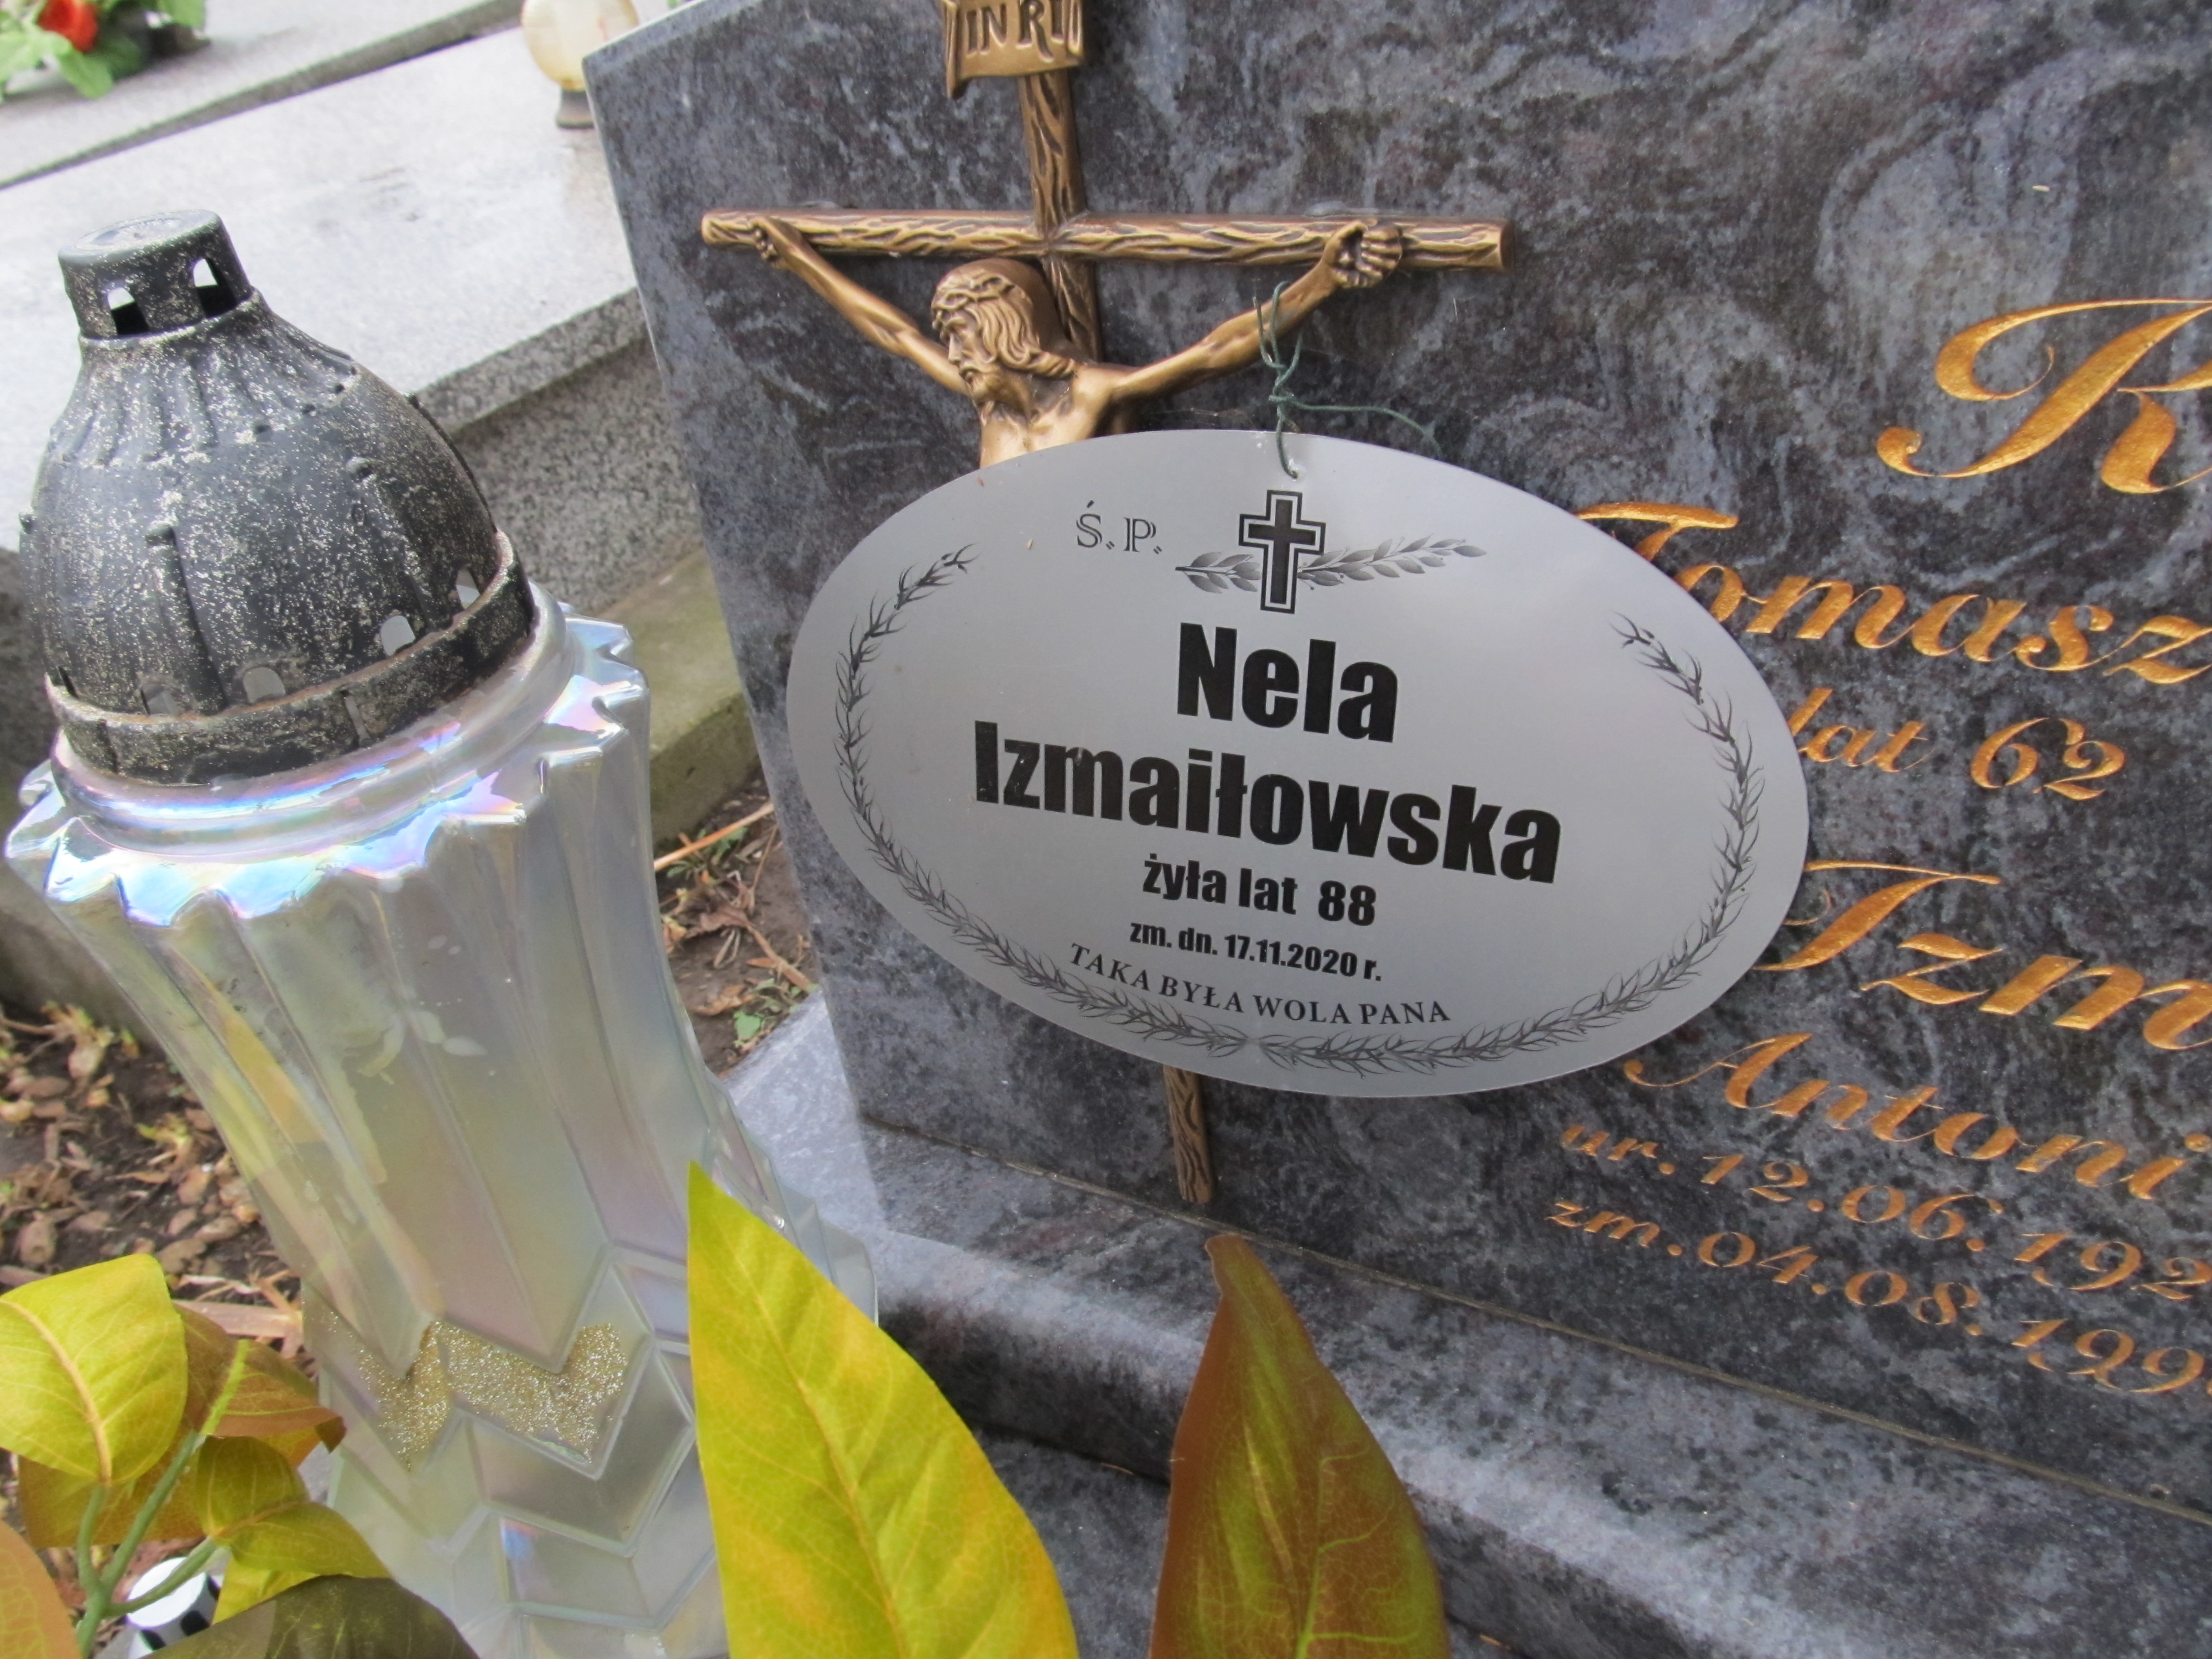 INRI
Ś.P.
Nela
Izmaiłowska
żyła lat 88
zm. dn. 17.11.2020 r.
TAKA BYŁA WOLA PANA
K
Tomasz
lat 62
Izm
Antoni
ur. 12.06.192
zm. 04.08.199